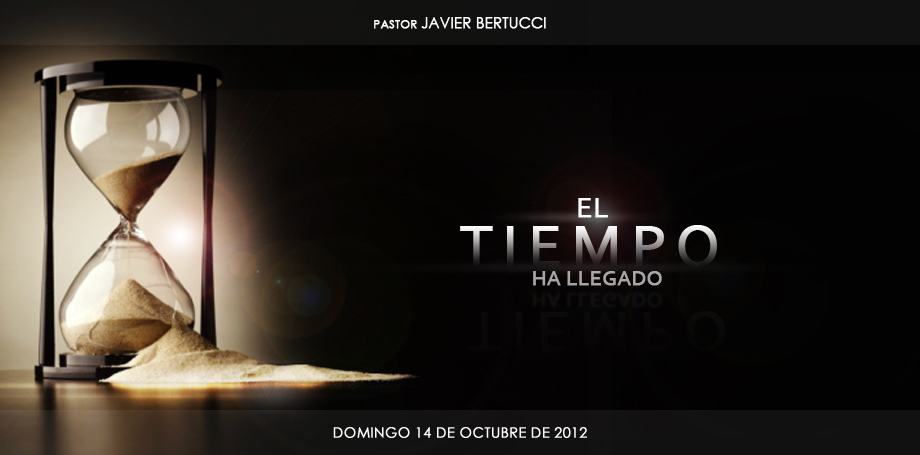 PASTOR JAVIER BERTUCCI
EL
TIEMPO
HA LLEGADO
DOMINGO 14 DE OCTUBRE DE 2012